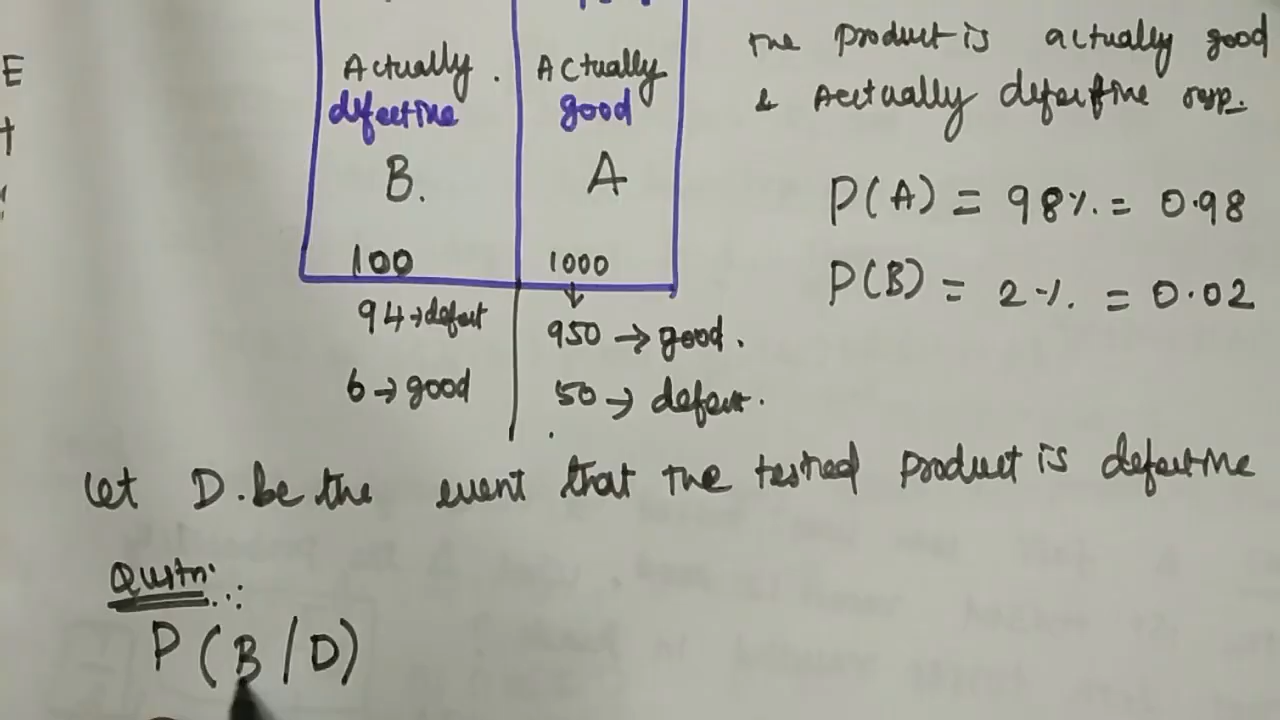 E
t
Actually. Actually
defective good
B. A
100 1000
94→defect 950 → good.
6→good 50→ defect.
the product is actually good
& Actually defective resp.
P(A) = 98%. = 0.98
P(B) = 2%. = 0.02
Let D. be the event that the tested product is defective
Qustn:
P(B/D)